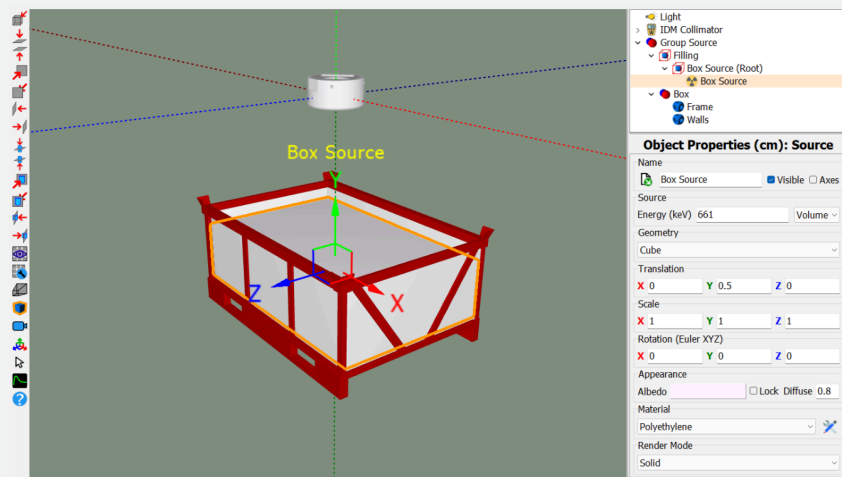 Light
IDM Collimator
Group Source
Filling
Box Source (Root)
Box Source
Box
Frame
Walls
Box Source
Y
Z
X
Object Properties (cm): Source
Name
Box Source Visible Axes
Source
Energy (keV) 661 Volume
Geometry
Cube
Translation
X 0 Y 0.5 Z 0
Scale
X 1 Y 1 Z 1
Rotation (Euler XYZ)
X 0 Y 0 Z 0
Appearance
Albedo Lock Diffuse 0.8
Material
Polyethylene
Render Mode
Solid